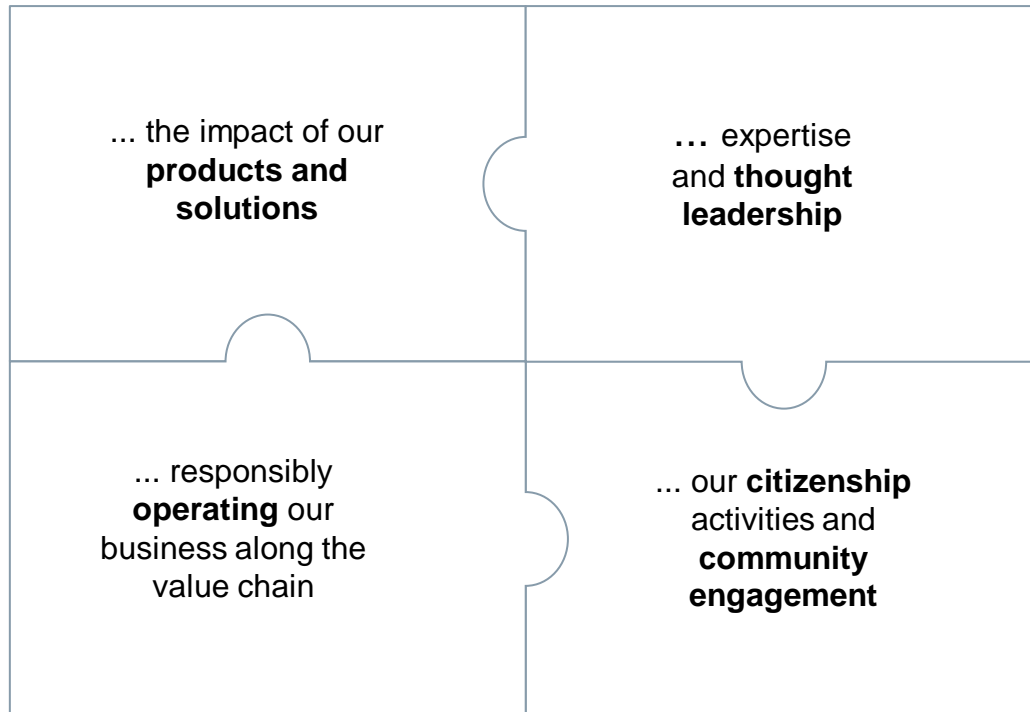 ... the impact of our
products and
solutions
... expertise
and thought
leadership
... responsibly
operating our
business along the
value chain
... our citizenship
activities and
community
engagement